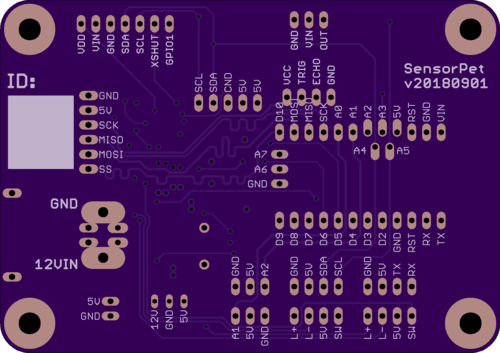 VDD VIN GND SDA SCL XSHUT GPIO1
GND VIN OUT
SensorPet
v20180901
ID:
GND
5V
SCK
MISO
MOSI
SS
SCL SDA GND 5V 5V
VCC TRIG ECHO GND
D10 MOSI MISO SCK A0 A1 A2 A3 5V RST GND VIN
A4 A5
A7
A6
GND
GND
12VIN
D9 D8 D7 D6 D5 D4 D3 D2 GND RST RX TX
GND 5V A2
GND 5V SDA SCL
GND 5V TX RX
5V
GND
12V GND 5V
A1 5V GND
L+ L- 5V SW
L+ L- 5V SW